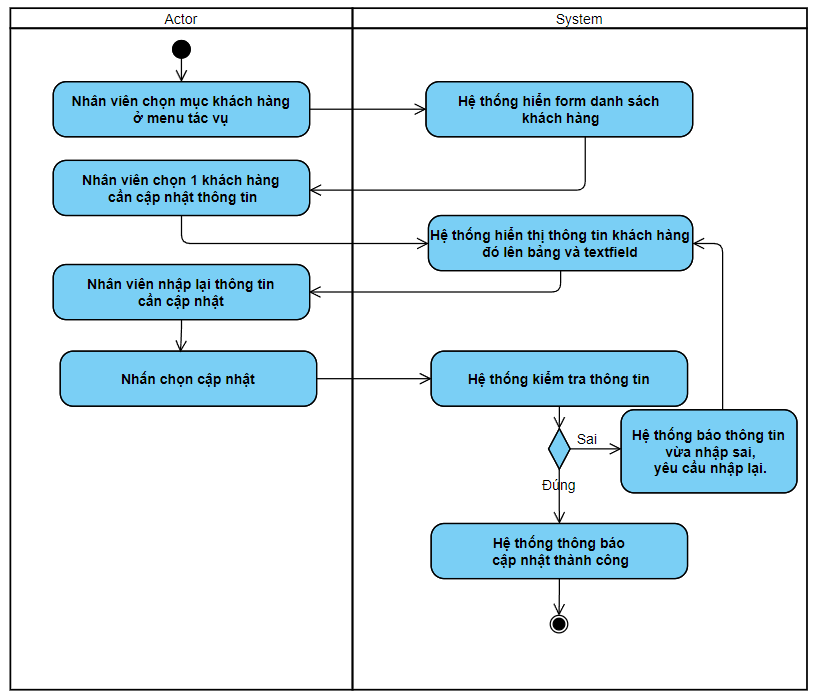 Actor
System
Nhân viên chọn mục khách hàng
ở menu tác vụ
Hệ thống hiển form danh sách
khách hàng
Nhân viên chọn 1 khách hàng
cần cập nhật thông tin
Hệ thống hiển thị thông tin khách hàng
đó lên bảng và textfield
Nhân viên nhập lại thông tin
cần cập nhật
Nhấn chọn cập nhật
Hệ thống kiểm tra thông tin
Sai
Hệ thống báo thông tin
vừa nhập sai,
yêu cầu nhập lại.
Đúng
Hệ thống thông báo
cập nhật thành công